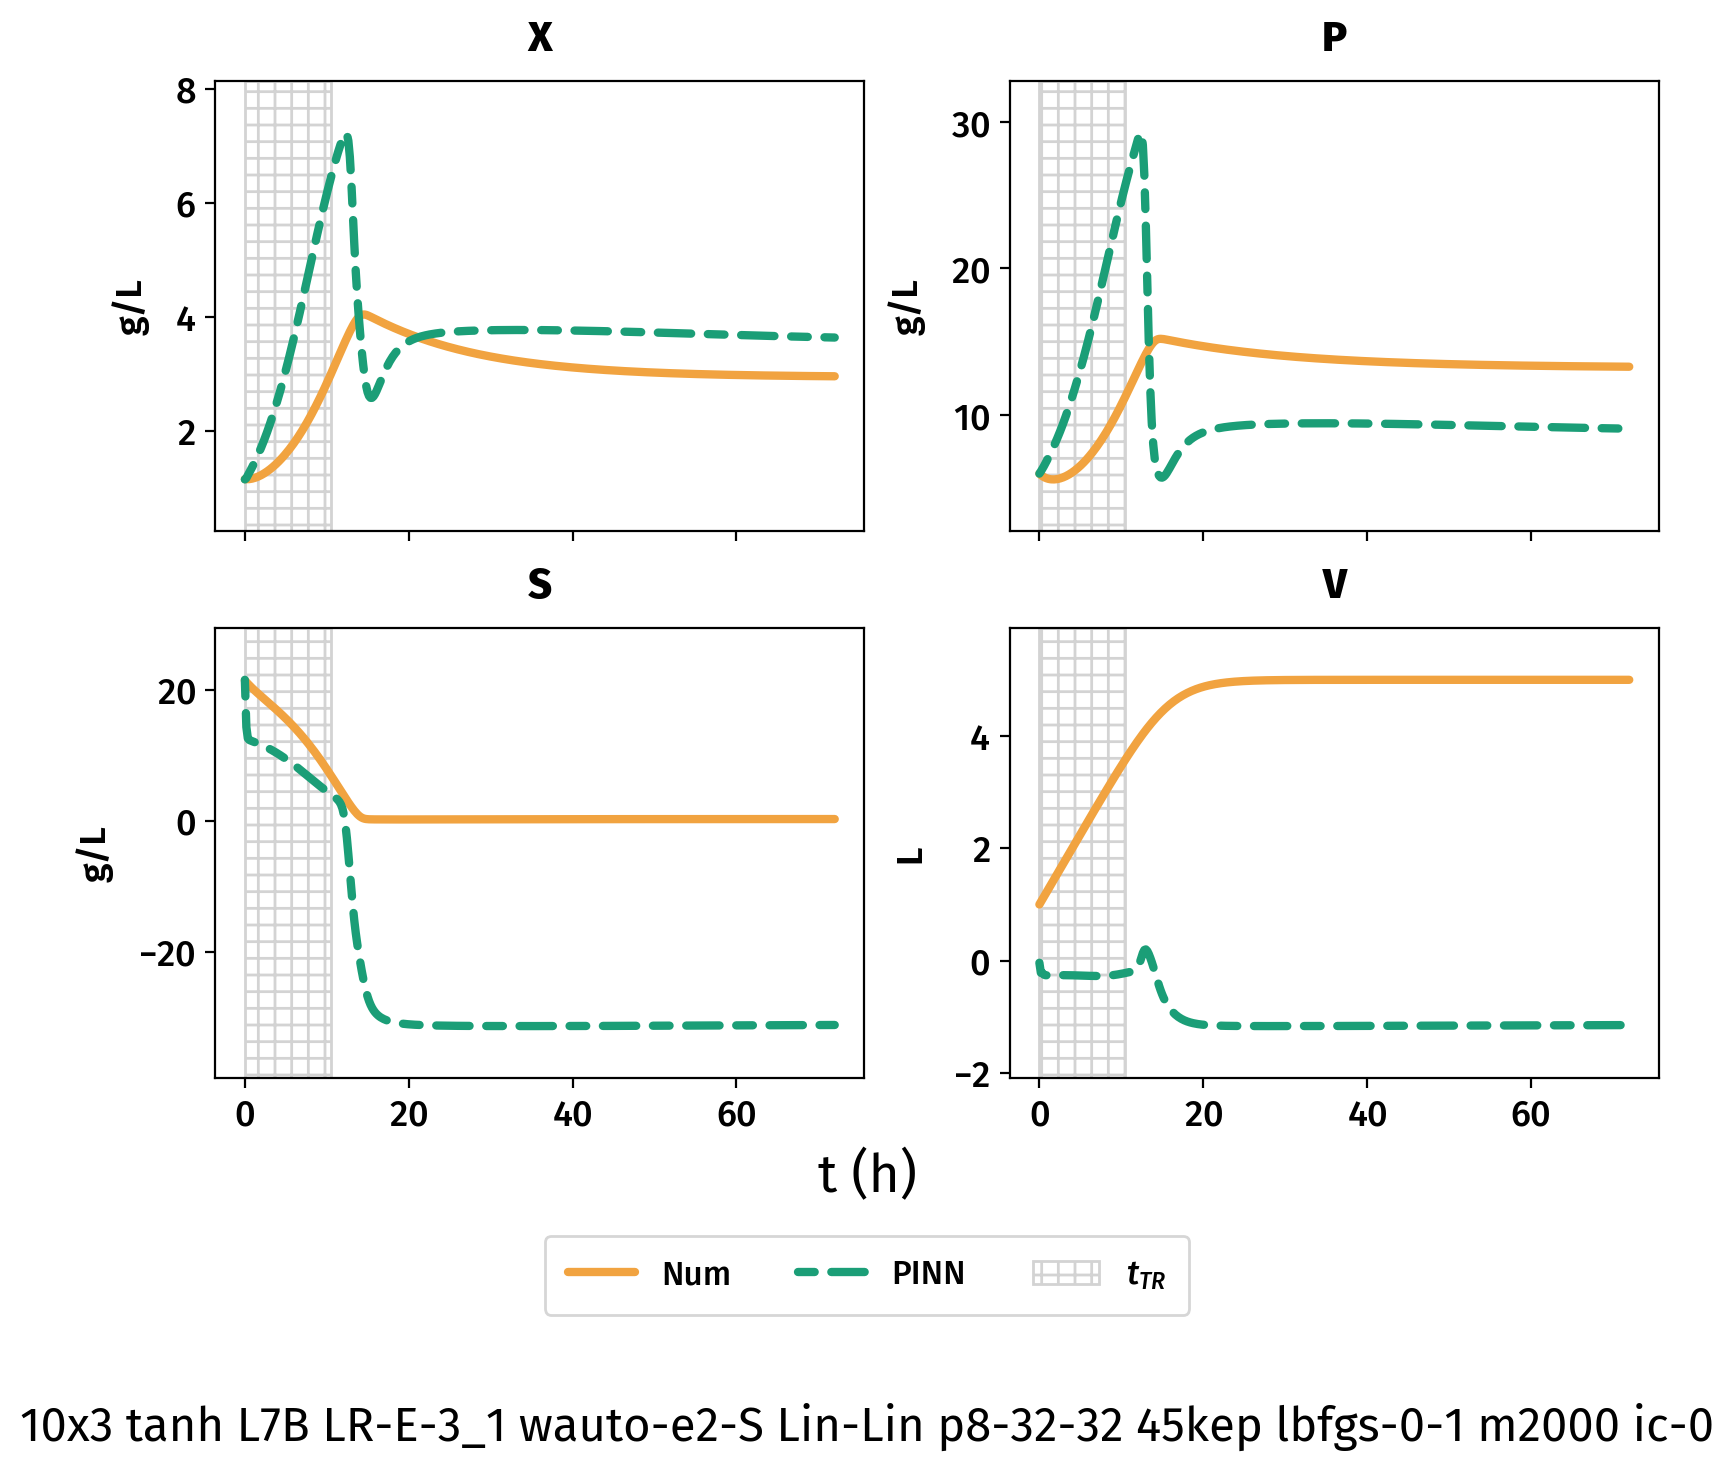 X
P
8
6
4
2
g/L
30
20
10
g/L
S
V
20
0
−20
g/L
4
2
0
−2
L
0 20 40 60
0 20 40 60
t (h)
Num PINN tTR
10x3 tanh L7B LR-E-3_1 wauto-e2-S Lin-Lin p8-32-32 45kep lbfgs-0-1 m2000 ic-0